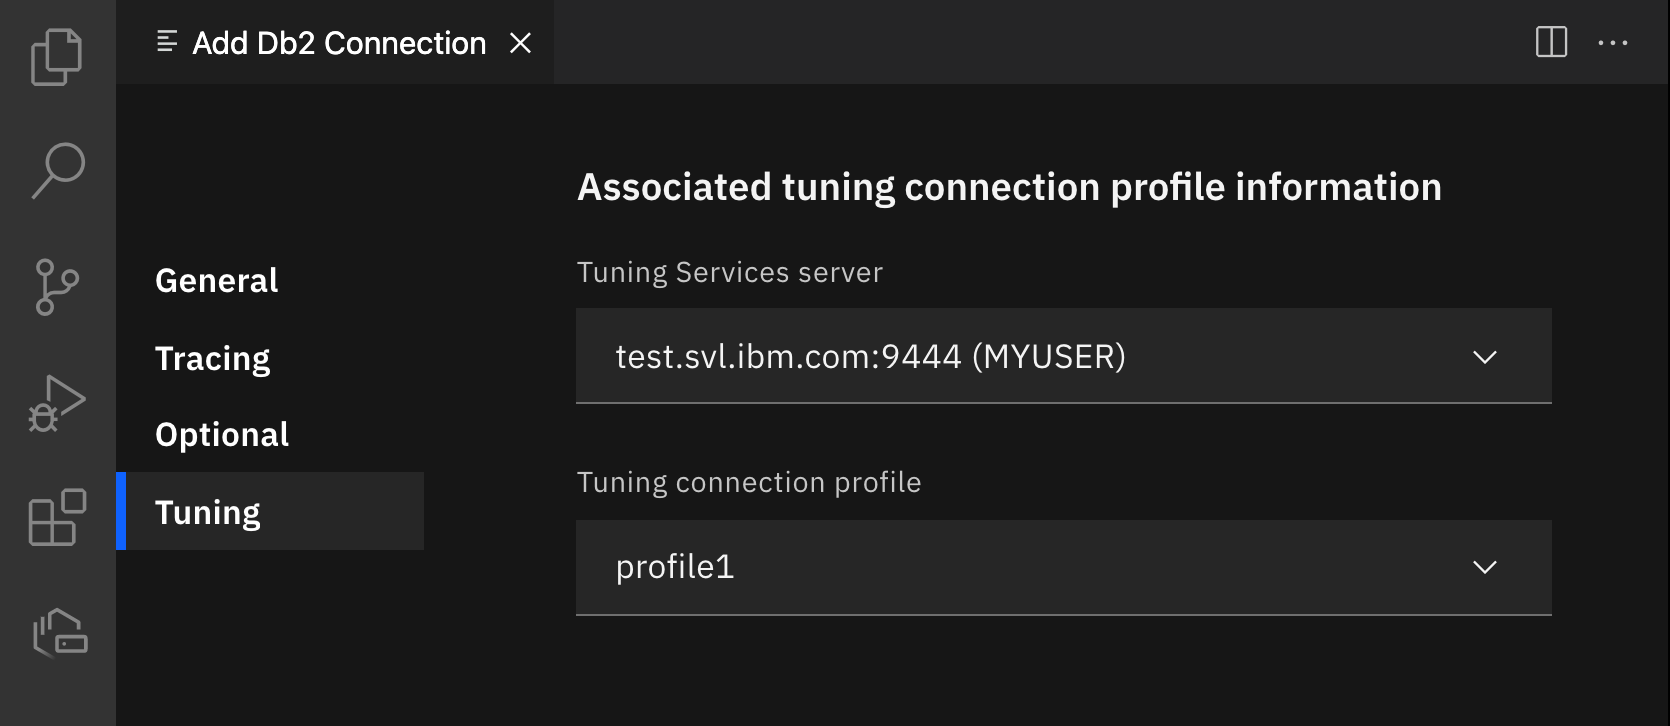 Add Db2 Connection
General
Tracing
Optional
Tuning
Associated tuning connection profile information
Tuning Services server
test.svl.ibm.com:9444 (MYUSER)
Tuning connection profile
profile1